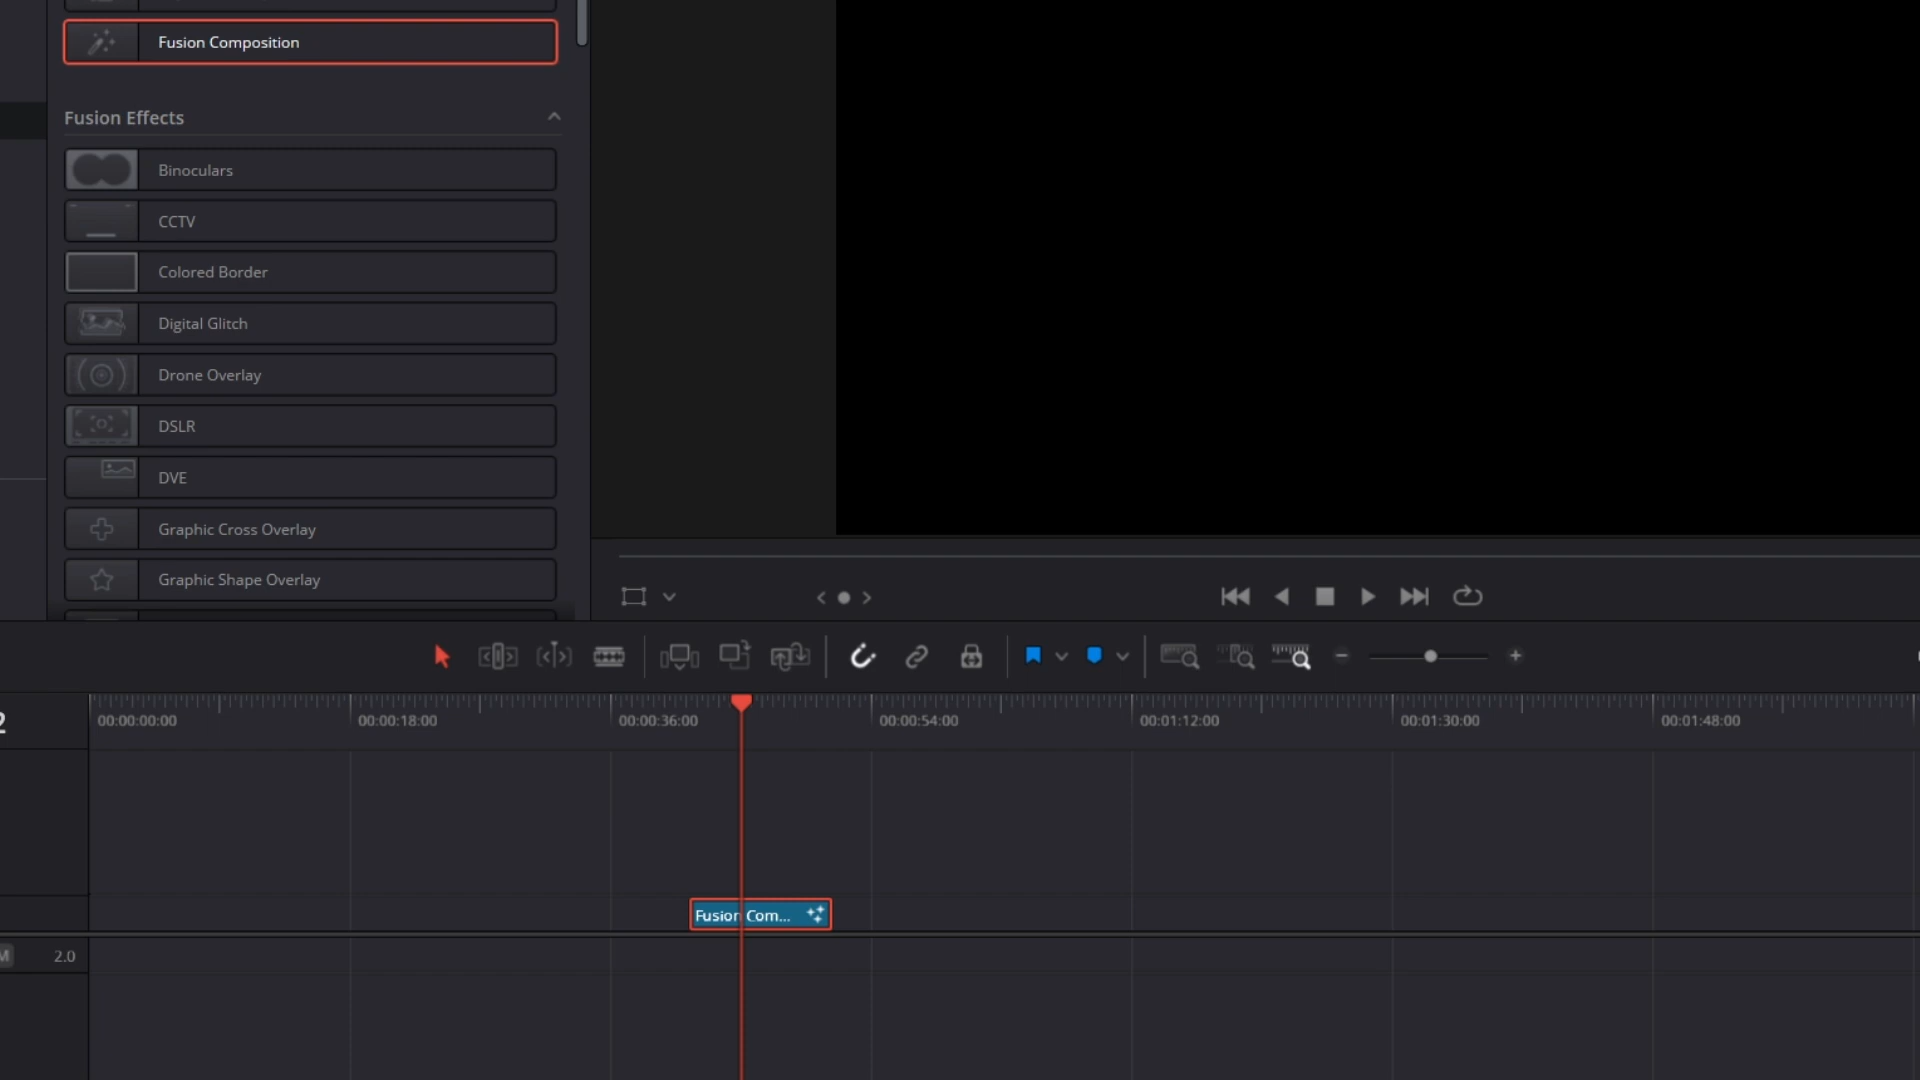 Fusion Composition
Fusion Effects
Binoculars
CCTV
Colored Border
Digital Glitch
Drone Overlay
DSLR
DVE
Graphic Cross Overlay
Graphic Shape Overlay
2
00:00:00:00
00:00:18:00
00:00:36:00
00:00:54:00
00:01:12:00
00:01:30:00
00:01:48:00
Fusion Com...
M
2.0